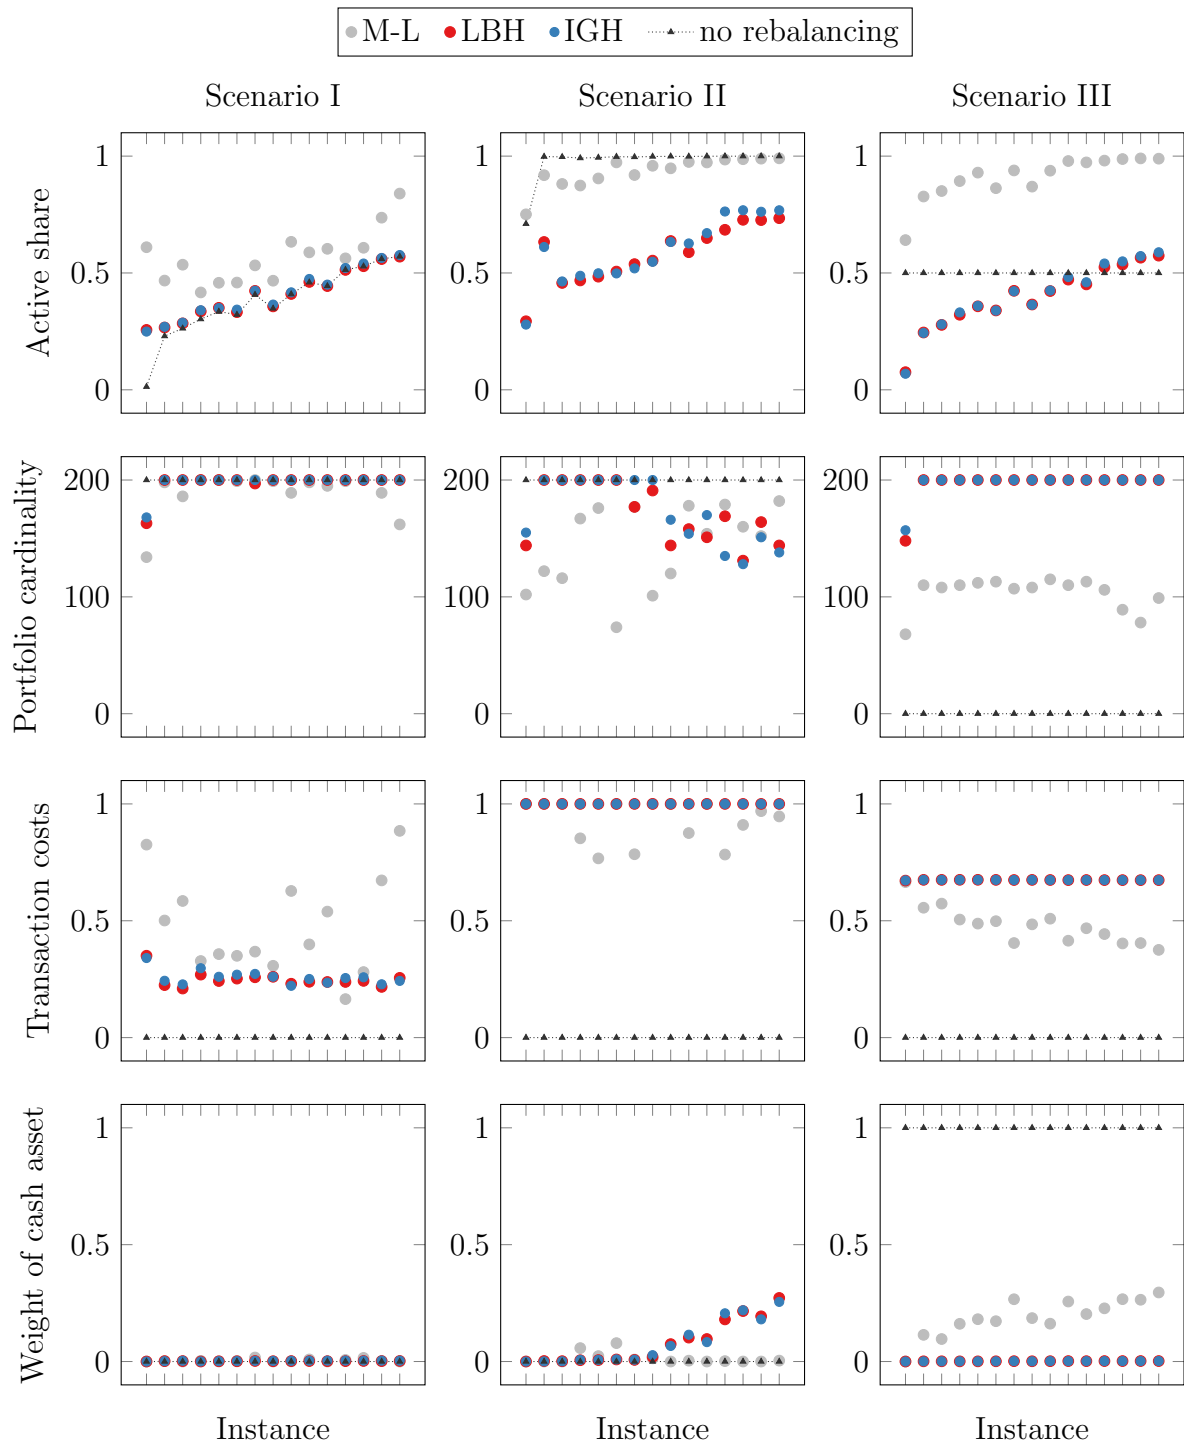 M-L LBH IGH no rebalancing
Scenario I Scenario II Scenario III
Active share
1 0.5 0
1 0.5 0
1 0.5 0
Portfolio cardinality
200 100 0
200 100 0
200 100 0
Transaction costs
1 0.5 0
1 0.5 0
1 0.5 0
Weight of cash asset
1 0.5 0
1 0.5 0
1 0.5 0
Instance Instance Instance